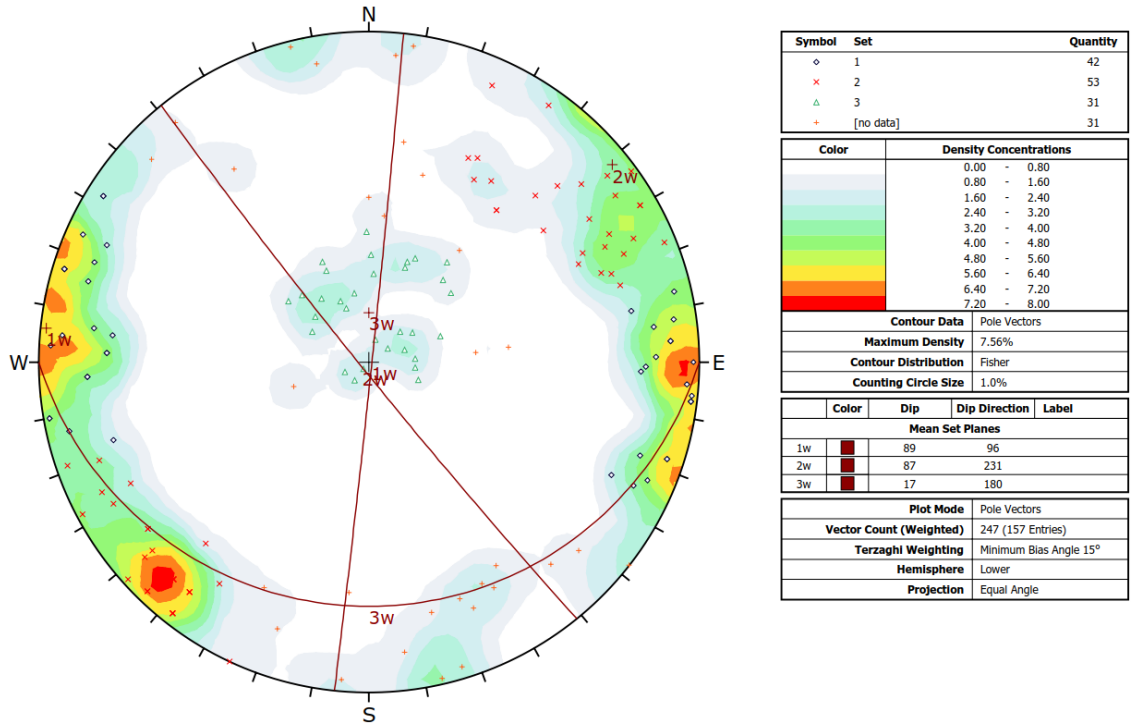 N
W
E
S
1w
2w
3w
1w
2w
3w
Symbol Set Quantity
1 42
2 53
3 31
[no data] 31
Color Density Concentrations
0.00 - 0.80
0.80 - 1.60
1.60 - 2.40
2.40 - 3.20
3.20 - 4.00
4.00 - 4.80
4.80 - 5.60
5.60 - 6.40
6.40 - 7.20
7.20 - 8.00
Contour Data Pole Vectors
Maximum Density 7.56%
Contour Distribution Fisher
Counting Circle Size 1.0%
Color Dip Dip Direction Label
Mean Set Planes
1w 89 96
2w 87 231
3w 17 180
Plot Mode Pole Vectors
Vector Count (Weighted) 247 (157 Entries)
Terzaghi Weighting Minimum Bias Angle 15°
Hemisphere Lower
Projection Equal Angle